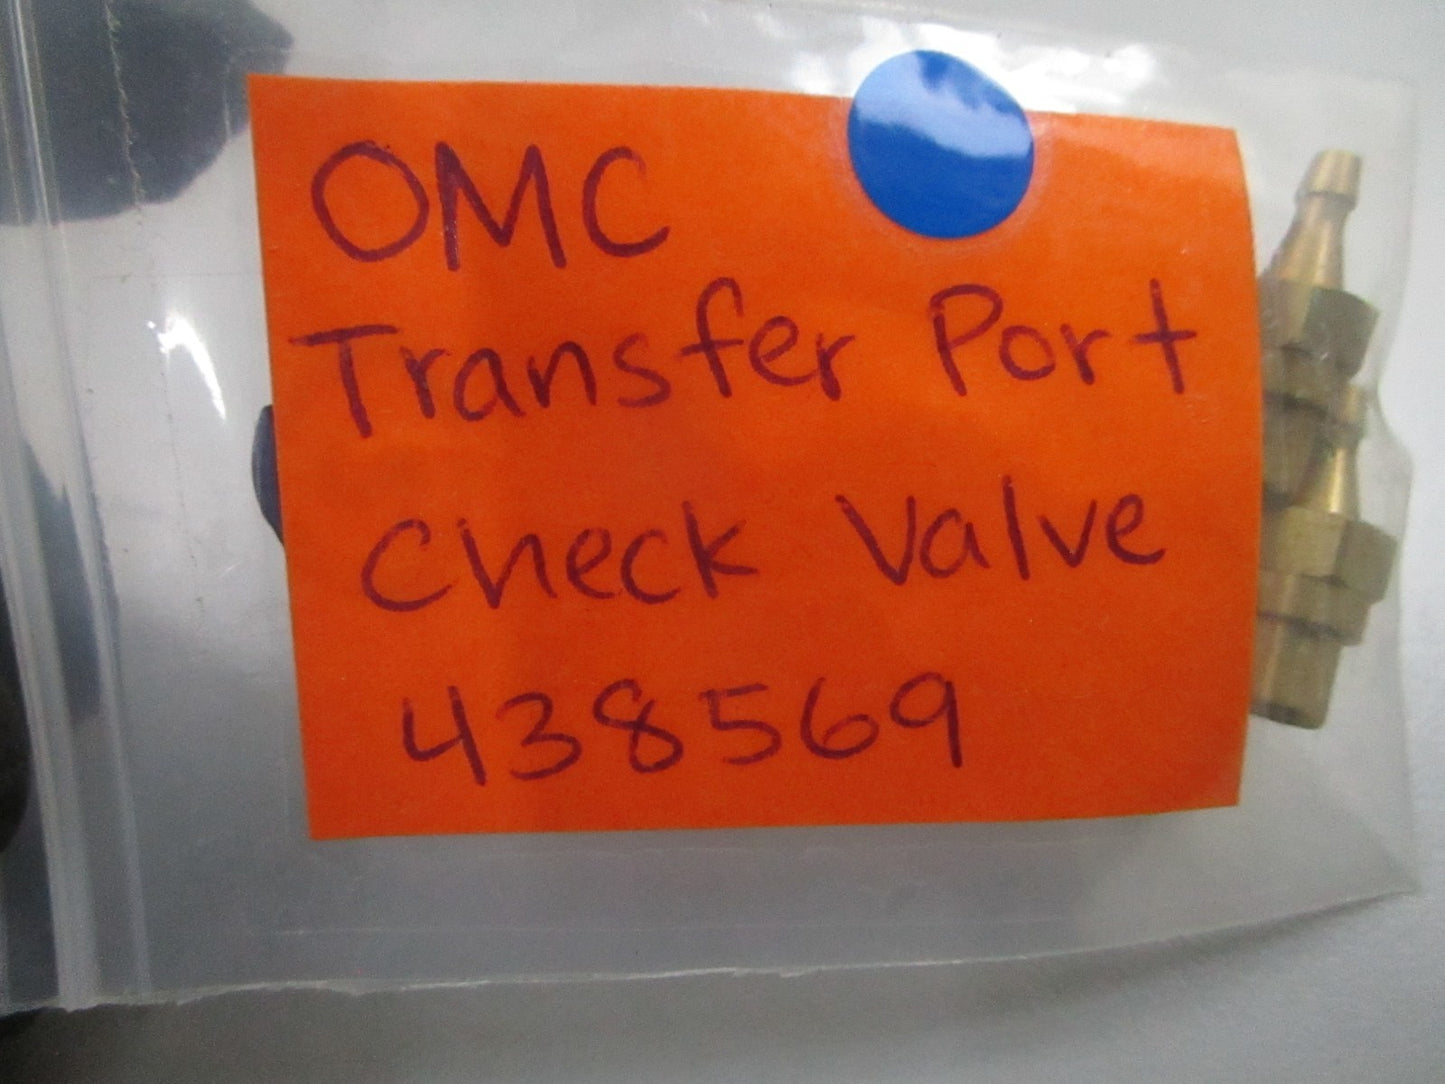 OMC
Transfer Port
Check Valve
438569